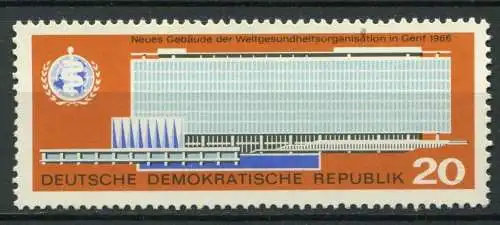 Neues Gebäude der Weltgesundheitsorganisation in Genf 1966
DEUTSCHE DEMOKRATISCHE REPUBLIK 20